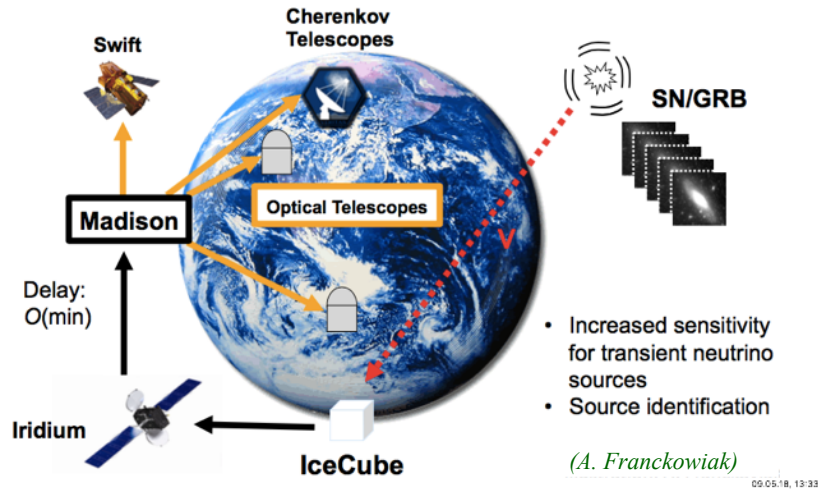 Cherenkov
Telescopes
Swift
SN/GRB
Optical Telescopes
Madison
ν
Delay:
O(min)
• Increased sensitivity
for transient neutrino
sources
• Source identification
Iridium
IceCube
(A. Franckowiak)
09.05.18, 13:33